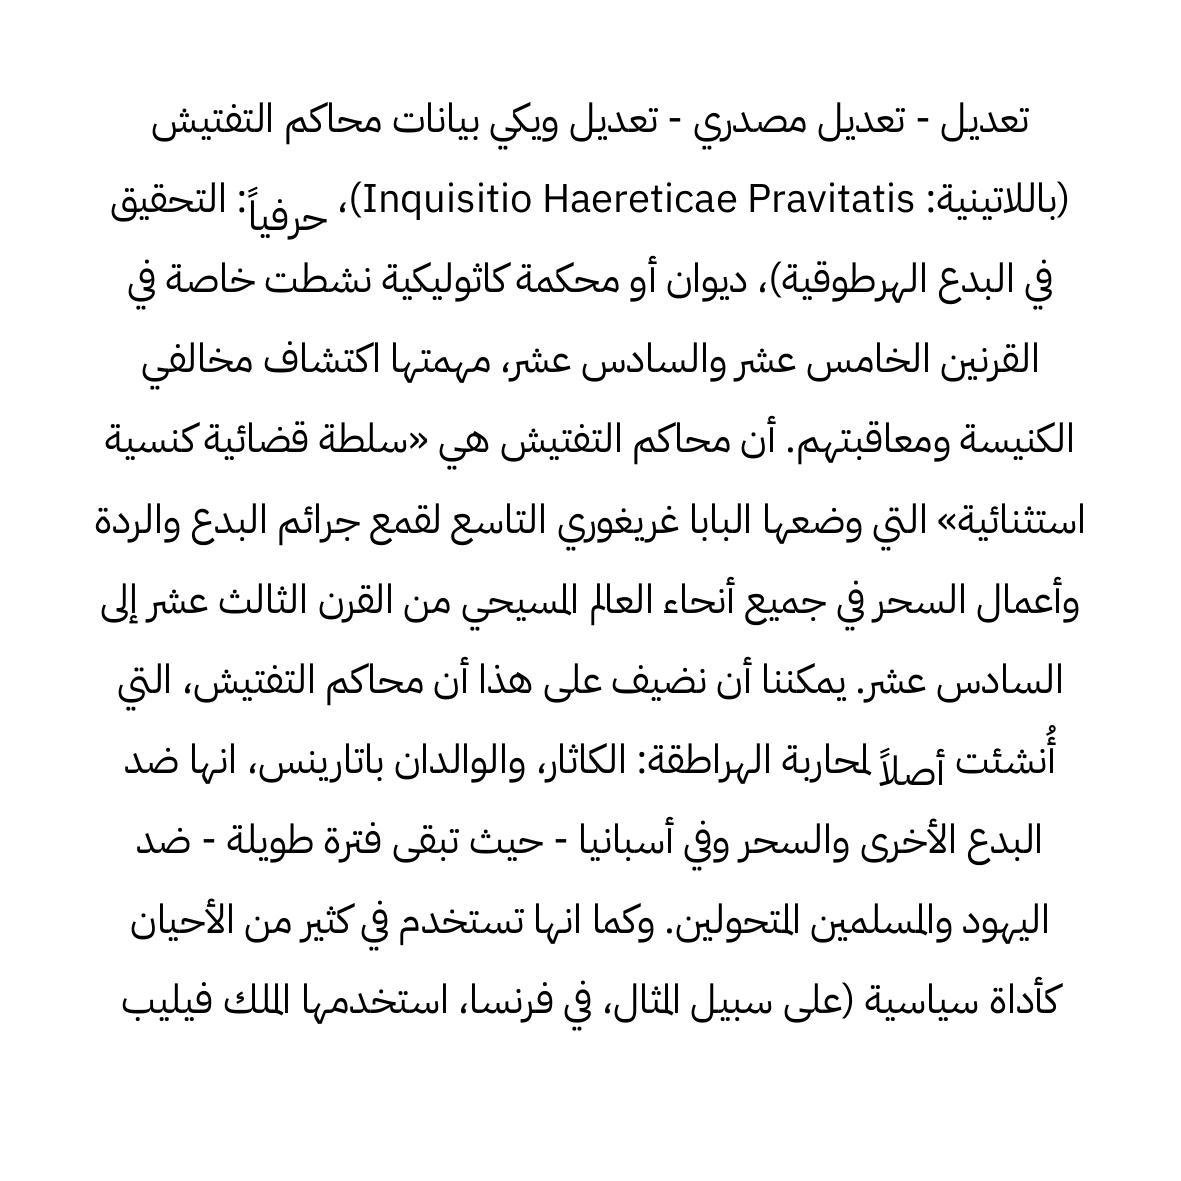 تعديل - تعديل مصدري - تعديل ويكي بيانات محاكم التفتيش
(باللاتينية: Inquisitio Haereticae Pravitatis)، حرفياً: التحقيق
في البدع الهرطوقية)، ديوان أو محكمة كاثوليكية نشطت خاصة في
القرنين الخامس عشر والسادس عشر، مهمتها اكتشاف مخالفي
الكنيسة ومعاقبتهم. أن محاكم التفتيش هي «سلطة قضائية كنسية
استثنائية» التي وضعها البابا غريغوري التاسع لقمع جرائم البدع والردة
وأعمال السحر في جميع أنحاء العالم المسيحي من القرن الثالث عشر إلى
السادس عشر. يمكننا أن نضيف على هذا أن محاكم التفتيش، التي
أُنشئت أصلاً لمحاربة الهراطقة: الكاثار، والوالدان باتارينس، انها ضد
البدع الأخرى والسحر وفي أسبانيا - حيث تبقى فترة طويلة - ضد
اليهود والمسلمين المتحولين. وكما انها تستخدم في كثير من الأحيان
كأداة سياسية (على سبيل المثال، في فرنسا، استخدمها الملك فيليب